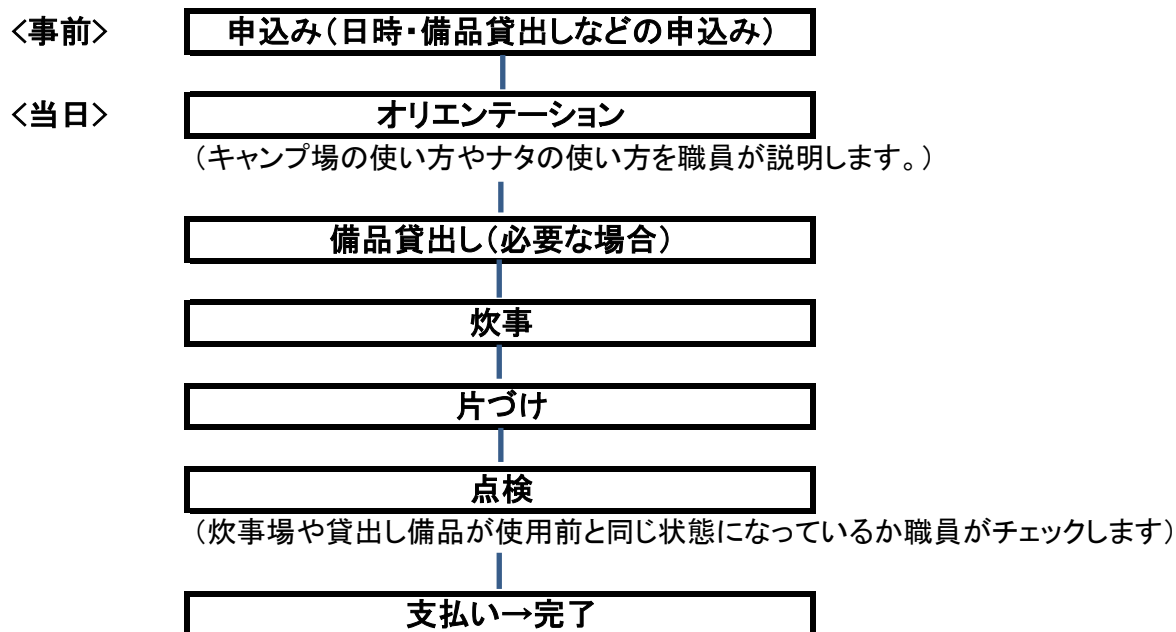 <事前> 申込み(日時・備品貸出しなどの申込み)
<当日> オリエンテーション
(キャンプ場の使い方やナタの使い方を職員が説明します。)
備品貸出し(必要な場合)
炊事
片づけ
点検
(炊事場や貸出し備品が使用前と同じ状態になっているか職員がチェックします)
支払い→完了